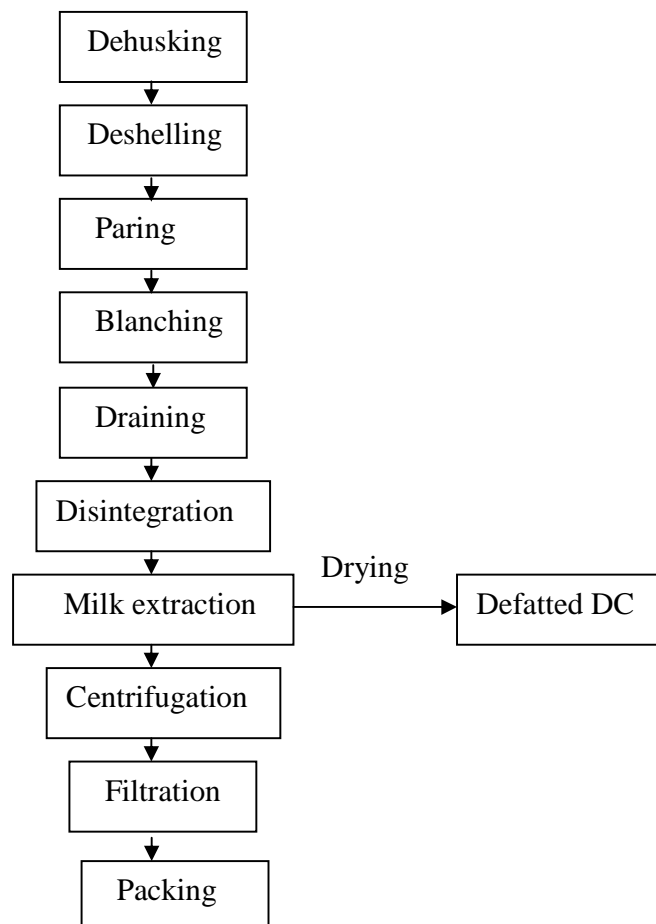 Dehusking
Deshelling
Paring
Blanching
Draining
Disintegration
Drying
Milk extraction
Defatted DC
Centrifugation
Filtration
Packing